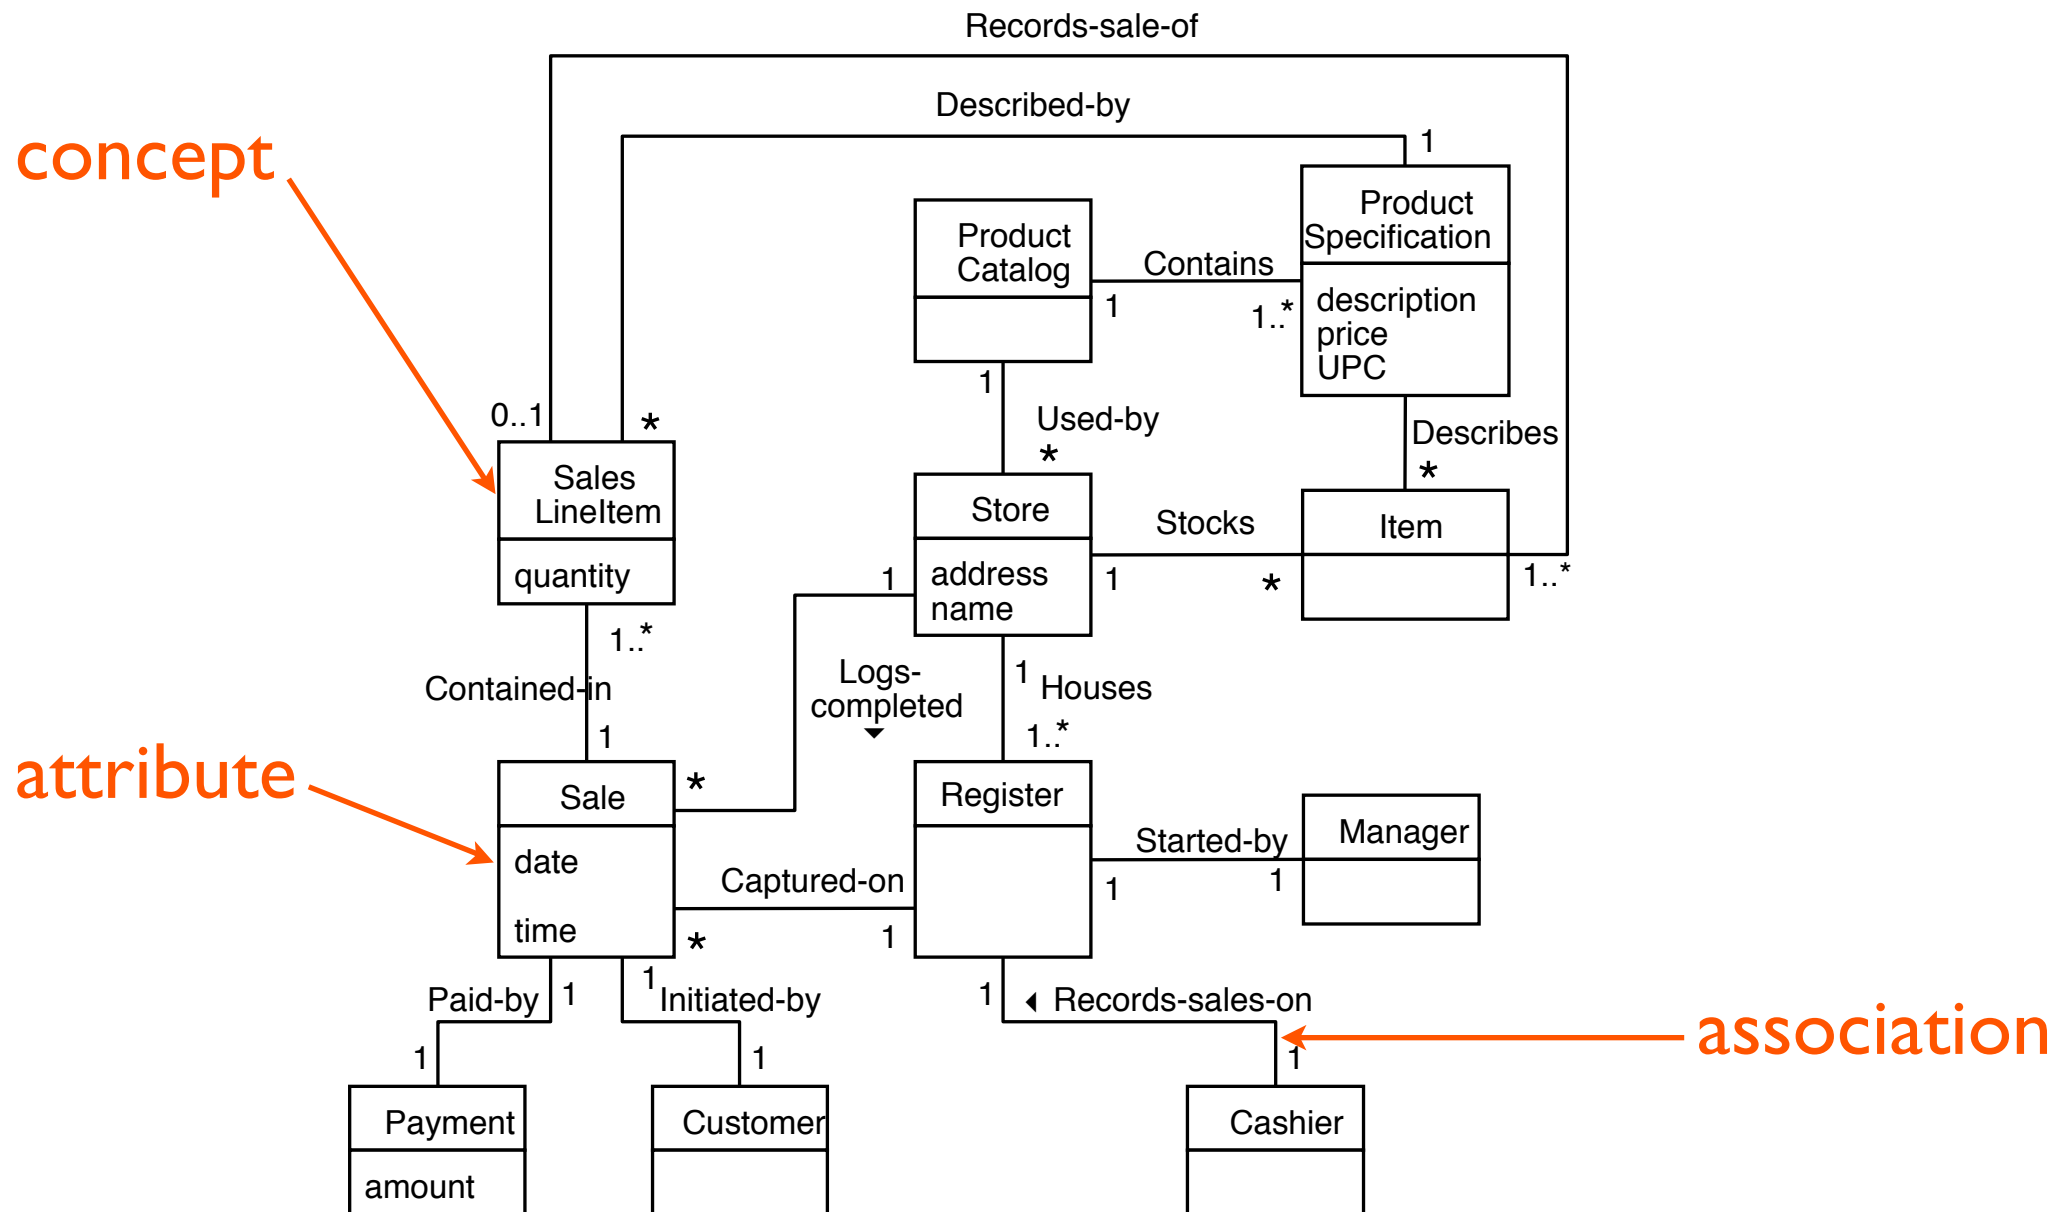 Records-sale-of
Described-by
1
concept
Product
Specification
Product
Catalog
Contains
1
1..*
description
price
UPC
1
0..1
*
Used-by
*
Describes
*
Sales
LineItem
quantity
Store
address
name
Stocks
1
1
*
Item
1..*
1..*
Contained-in
1
Logs-
completed
1
Houses
1..*
attribute
Sale
*
date
time
Captured-on
*
1
Register
Started-by
1
1
Manager
Paid-by
1
1
Initiated-by
1
Records-sales-on
association
1
1
1
Payment
amount
Customer
Cashier